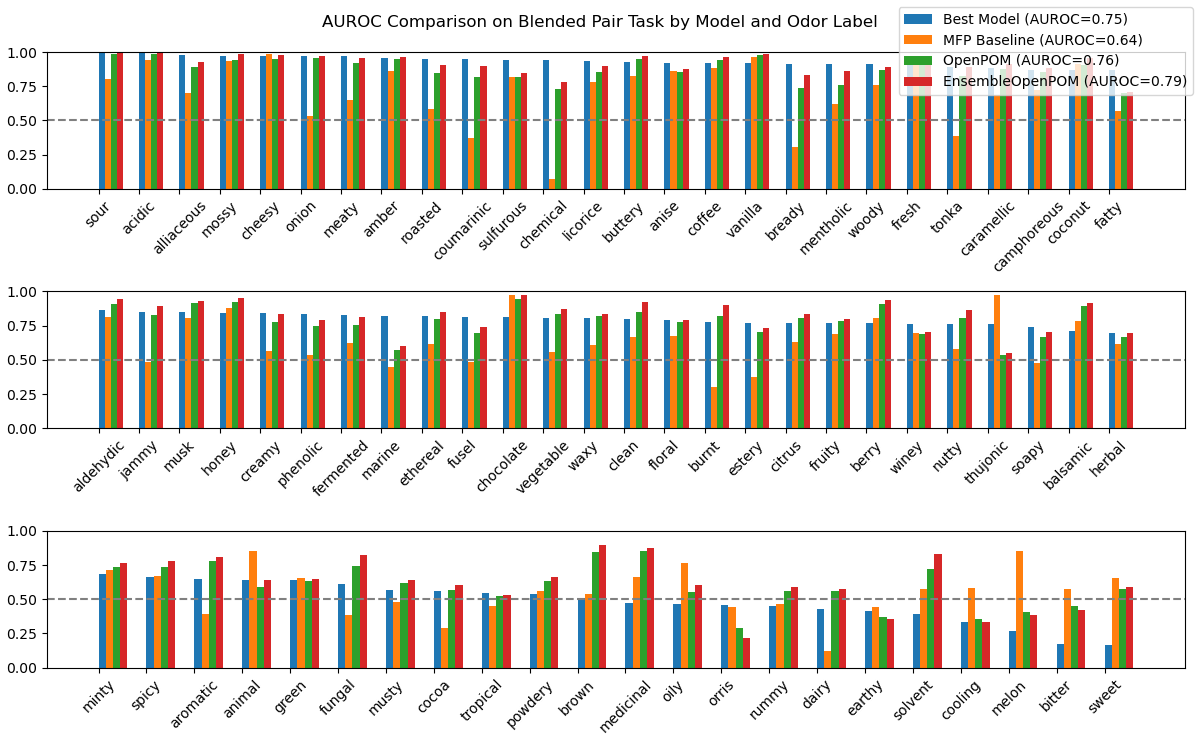 AUROC Comparison on Blended Pair Task by Model and Odor Label
Best Model (AUROC=0.75)
MFP Baseline (AUROC=0.64)
OpenPOM (AUROC=0.76)
EnsembleOpenPOM (AUROC=0.79)
1.00
0.75
0.50
0.25
0.00
sour acidic alliaceous mossy cheesy onion meaty amber roasted coumarinic sulfurous chemical licorice buttery anise coffee vanilla bready mentholic woody fresh tonka caramellic camphoreous coconut fatty
1.00
0.75
0.50
0.25
0.00
aldehydic jammy musk honey creamy phenolic fermented marine ethereal fusel chocolate vegetable waxy clean floral burnt estery citrus fruity berry winey nutty thujonic soapy balsamic herbal
1.00
0.75
0.50
0.25
0.00
minty spicy aromatic animal green fungal musty cocoa tropical powdery brown medicinal oily orris rummy dairy earthy solvent cooling melon bitter sweet